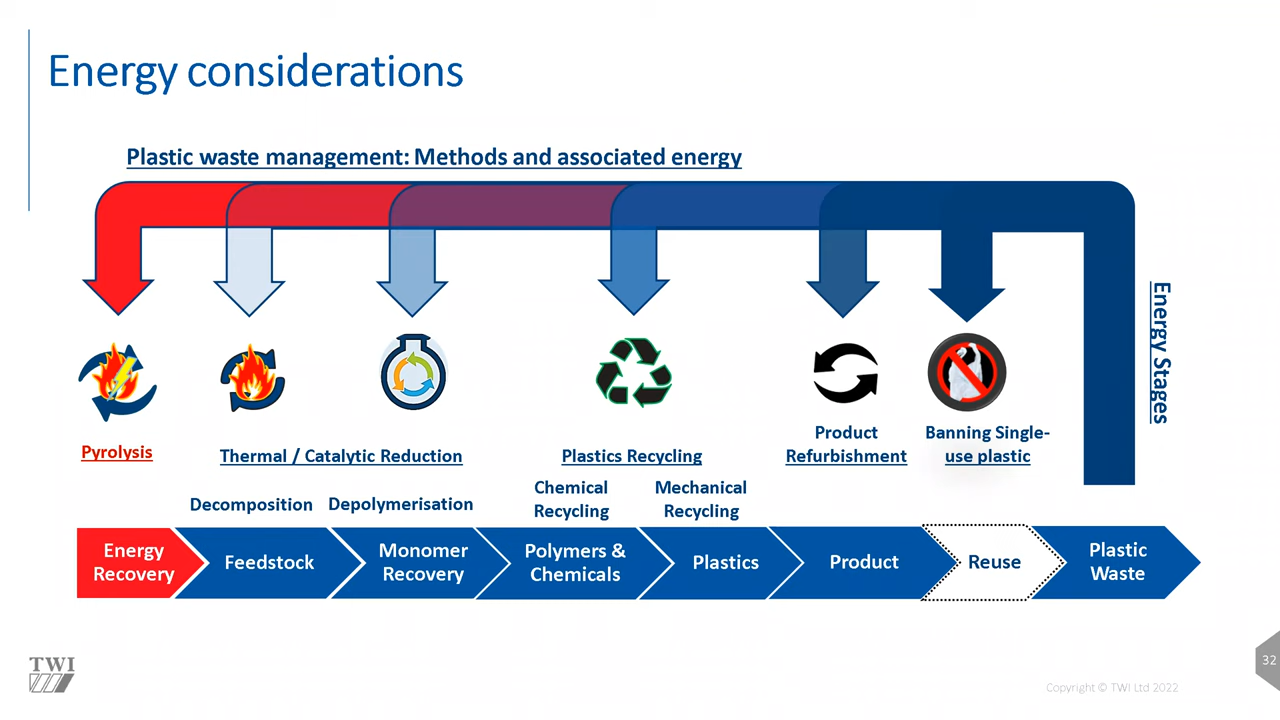 Energy considerations
Plastic waste management: Methods and associated energy
Energy Stages
Pyrolysis
Thermal / Catalytic Reduction
Plastics Recycling
Product
Refurbishment
Banning Single-
use plastic
Decomposition
Depolymerisation
Chemical
Recycling
Mechanical
Recycling
Energy
Recovery
Feedstock
Monomer
Recovery
Polymers &
Chemicals
Plastics
Product
Reuse
Plastic
Waste
TWI
Copyright © TWI Ltd 2022
32